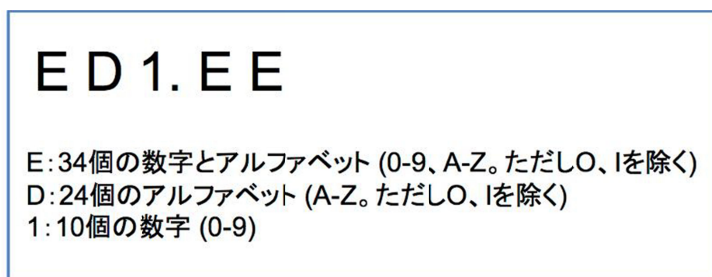 E D 1. E E
E:34個の数字とアルファベット (0-9、A-Z。ただしO、Iを除く)
D:24個のアルファベット (A-Z。ただしO、Iを除く)
1:10個の数字 (0-9)